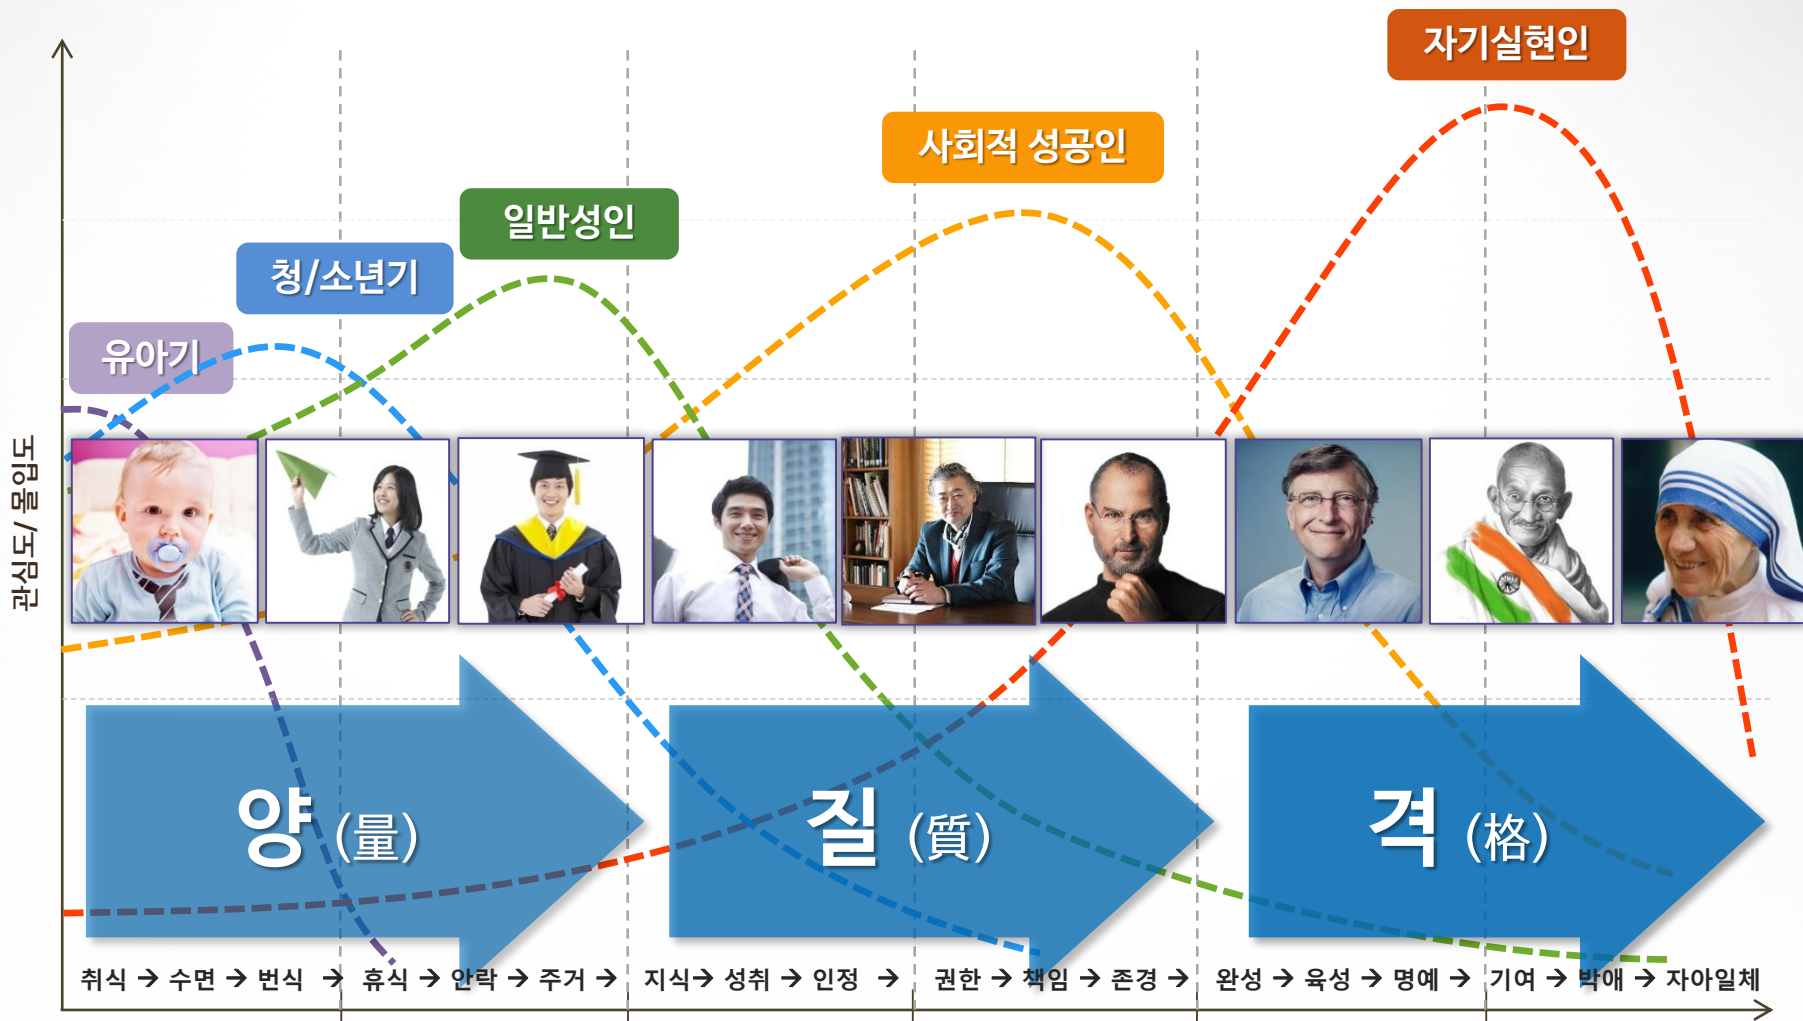 자기실현인
사회적 성공인
일반성인
청/소년기
유아기
관심도/ 몰입도
양 (量)
질 (質)
격 (格)
취식 → 수면 → 번식 → 휴식 → 안락 → 주거 → 지식→ 성취 → 인정 → 권한 → 책임 → 존경 → 완성 → 육성 → 명예 → 기여 → 박애 → 자아일체